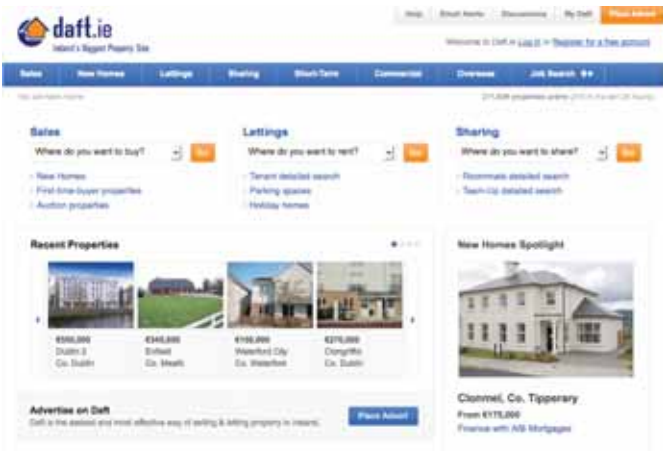 Help Email Alerts Discussions My Daft Place Advert
daft.ie
Ireland's Biggest Property Site
Welcome to Daft.ie Log In or Register for a free account
Sales New Homes Lettings Sharing Short-Term Commercial Overseas Job Search
properties online
Sales Lettings Sharing
Where do you want to buy? Go Where do you want to rent? Go Where do you want to share? Go
New Homes Tenant detailed search Roommate detailed search
First-time-buyer properties Parking spaces Team-Up detailed search
Auction properties Holiday homes
Recent Properties New Homes Spotlight
€345,000 €275,000
Dublin 2 Enfield Waterford City Clongriffin
Co. Dublin Co. Meath Co. Waterford Co. Dublin
Clonmel, Co. Tipperary
Advertise on Daft From €175,000
Daft is the easiest and most effective way of selling & letting property in Ireland. Place Advert Finance with AIB Mortgages